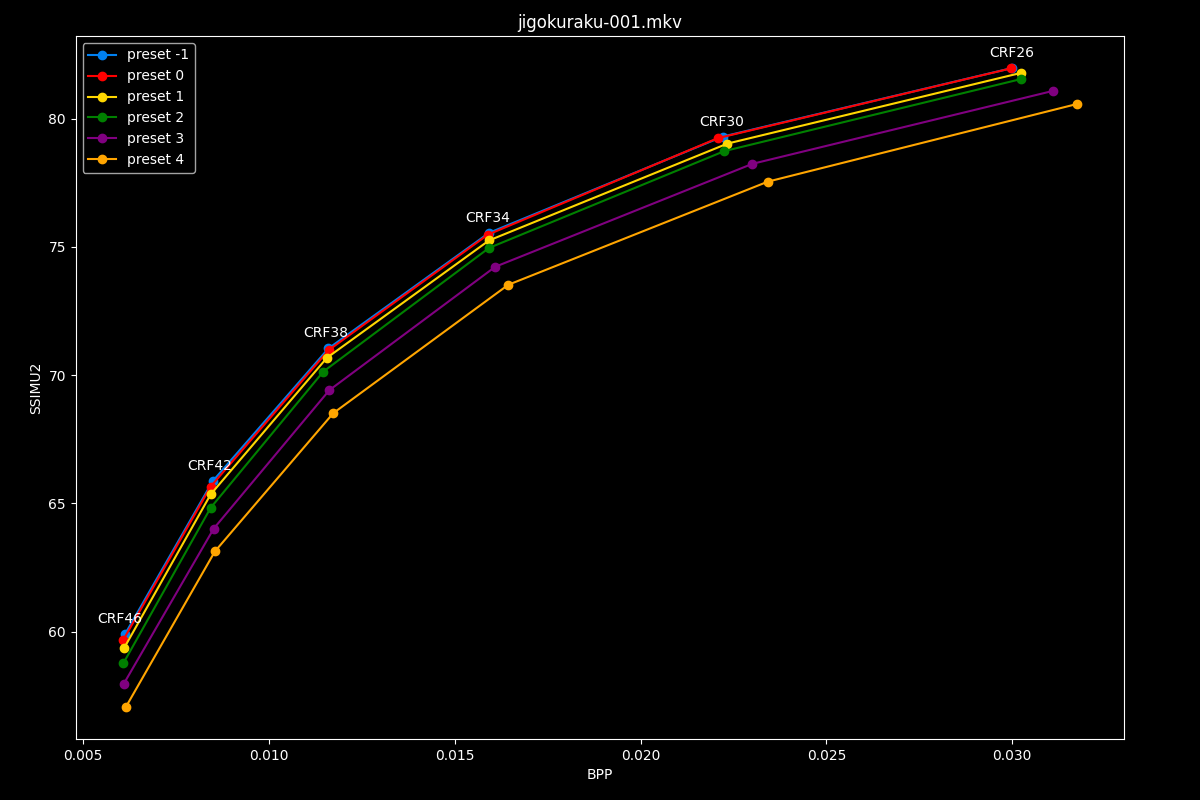 jigokuraku-001.mkv
preset -1
preset 0
preset 1
preset 2
preset 3
preset 4
CRF26
CRF30
CRF34
CRF38
CRF42
CRF46
SSIMU2
80
75
70
65
60
0.005 0.010 0.015 0.020 0.025 0.030
BPP